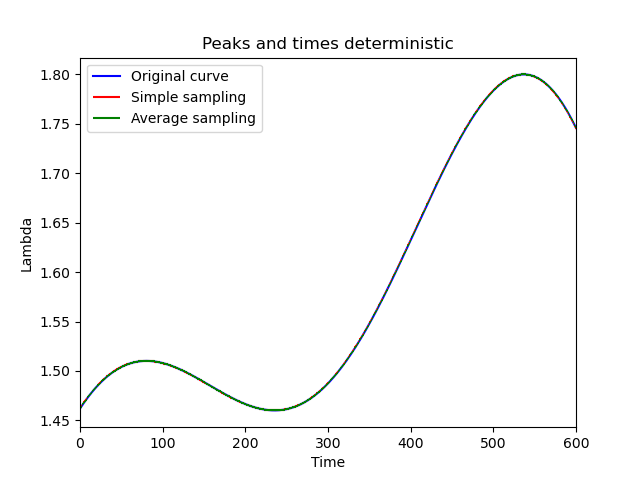 Peaks and times deterministic
Original curve
Simple sampling
Average sampling
1.80
1.75
1.70
1.65
1.60
1.55
1.50
1.45
Lambda
0 100 200 300 400 500 600
Time